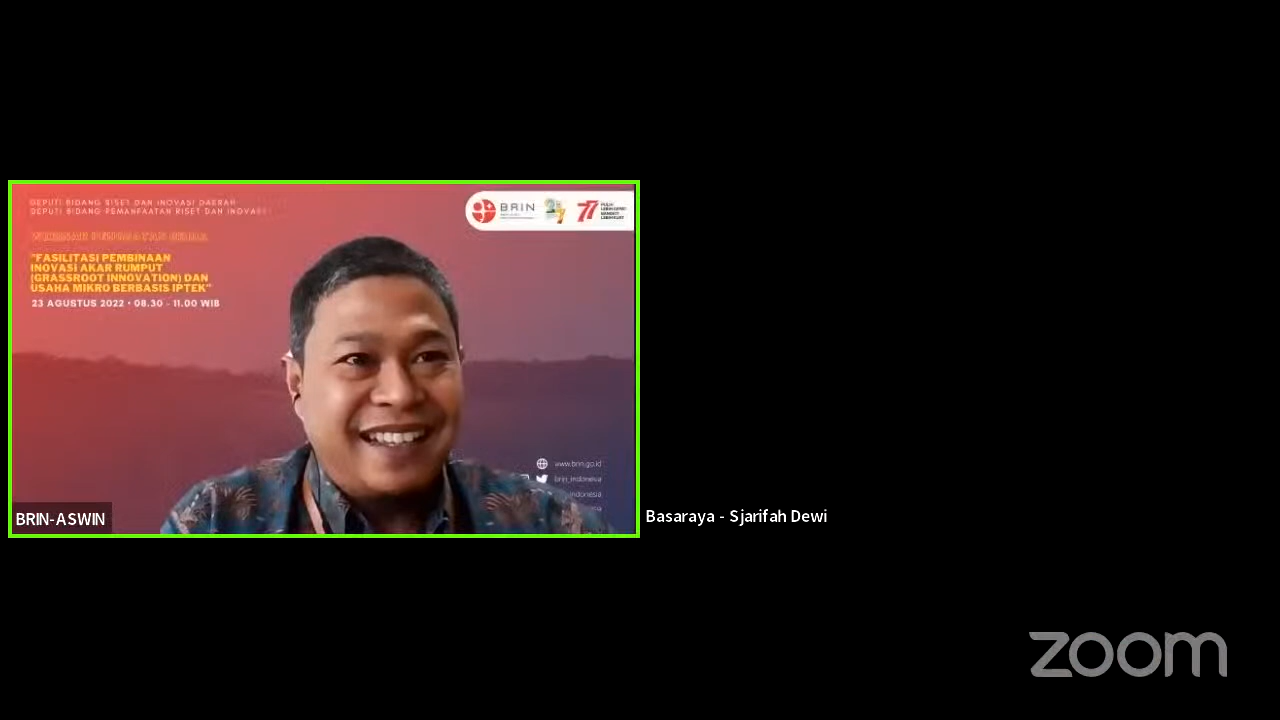 DEPUTI BIDANG RISET DAN INOVASI DAERAH
DEPUTI BIDANG PEMANFAATAN RISET DAN INOVASI
"FASILITASI PEMBINAAN
INOVASI AKAR RUMPUT
(GRASSROOT INNOVATION) DAN
USAHA MIKRO BERBASIS IPTEK"
23 AGUSTUS 2022 • 08.30 - 11.00 WIB
BRIN
77
www.brin.go.id
brin_indonesia
indonesia
BRIN-ASWIN
Basaraya - Sjarifah Dewi
zoom